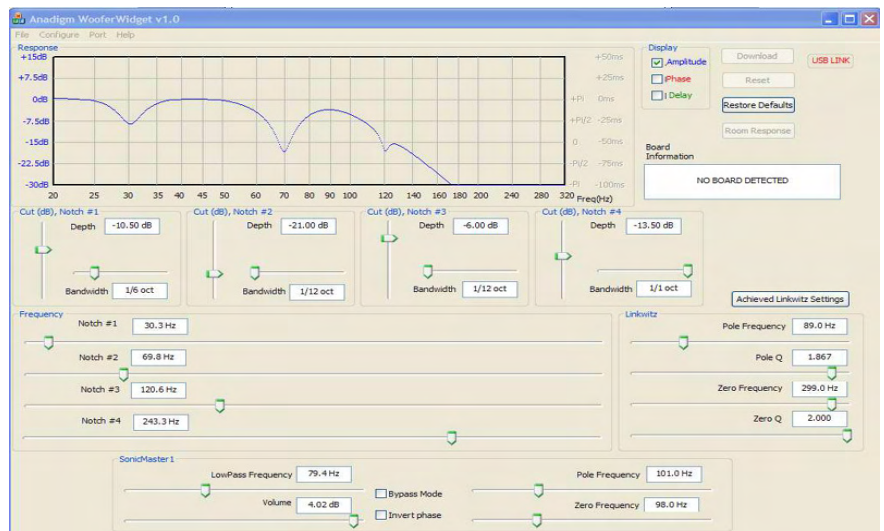 Anadigm WooferWidget v1.0
File Configure Port Help
Response
+15dB
+7.5dB
0dB
-7.5dB
-15dB
-22.5dB
-30dB
+50ms
+25ms
+Pi 0ms
+Pi/2 -25ms
0 -50ms
-Pi/2 -75ms
-Pi -100ms
20 25 30 35 40 45 50 60 70 80 90 100 120 140 160 180 200 240 280 320 Freq(Hz)
Display
Amplitude
Phase
Delay
Download
Reset
Restore Defaults
Room Response
USB LINK
Board
Information
NO BOARD DETECTED
Cut (dB), Notch #1
Depth -10.50 dB
Bandwidth 1/6 oct
Cut (dB), Notch #2
Depth -21.00 dB
Bandwidth 1/12 oct
Cut (dB), Notch #3
Depth -6.00 dB
Bandwidth 1/12 oct
Cut (dB), Notch #4
Depth -13.50 dB
Bandwidth 1/1 oct
Achieved Linkwitz Settings
Frequency
Notch #1 30.3 Hz
Notch #2 69.8 Hz
Notch #3 120.6 Hz
Notch #4 243.3 Hz
Linkwitz
Pole Frequency 89.0 Hz
Pole Q 1.867
Zero Frequency 299.0 Hz
Zero Q 2.000
SonicMaster1
LowPass Frequency 79.4 Hz
Volume 4.02 dB
Bypass Mode
Invert phase
Pole Frequency 101.0 Hz
Zero Frequency 98.0 Hz